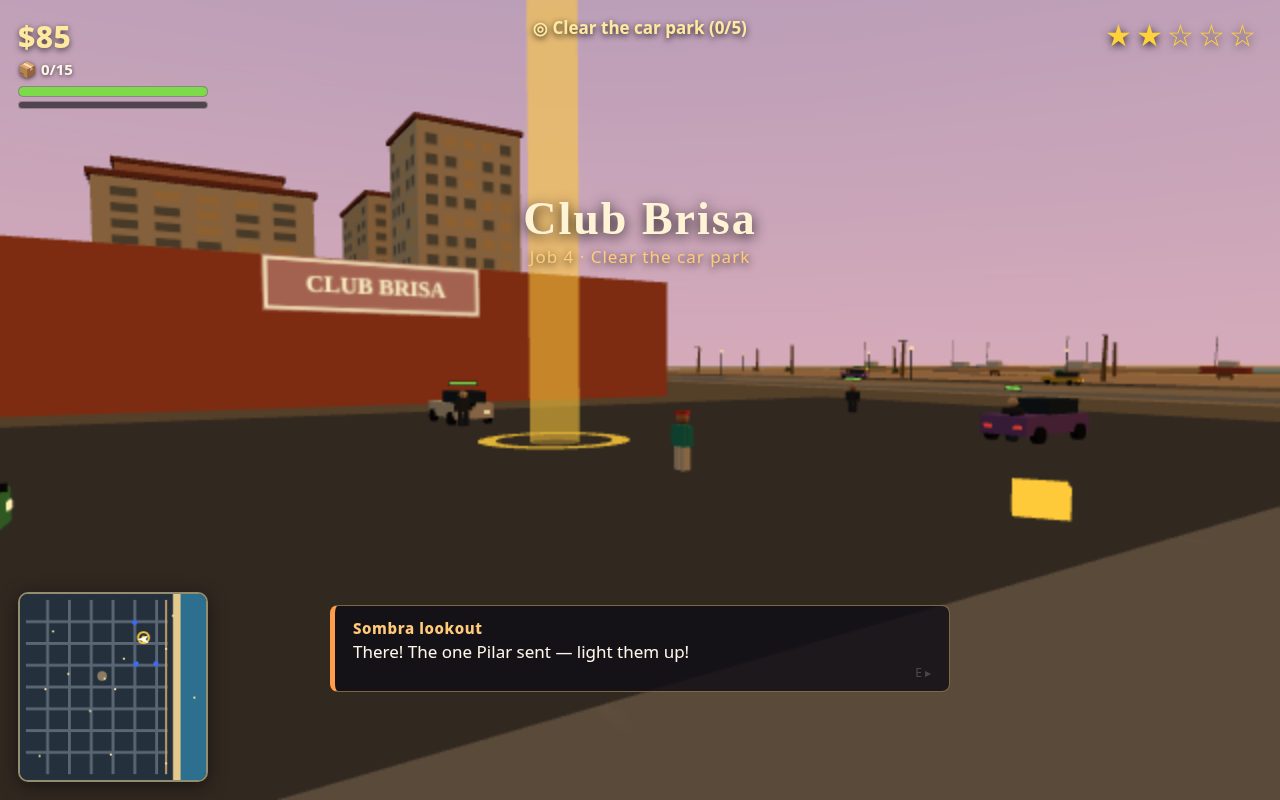 $85
0/15
Clear the car park (0/5)
Club Brisa
Job 4 · Clear the car park
CLUB BRISA
Sombra lookout
There! The one Pilar sent — light them up!
E ▸